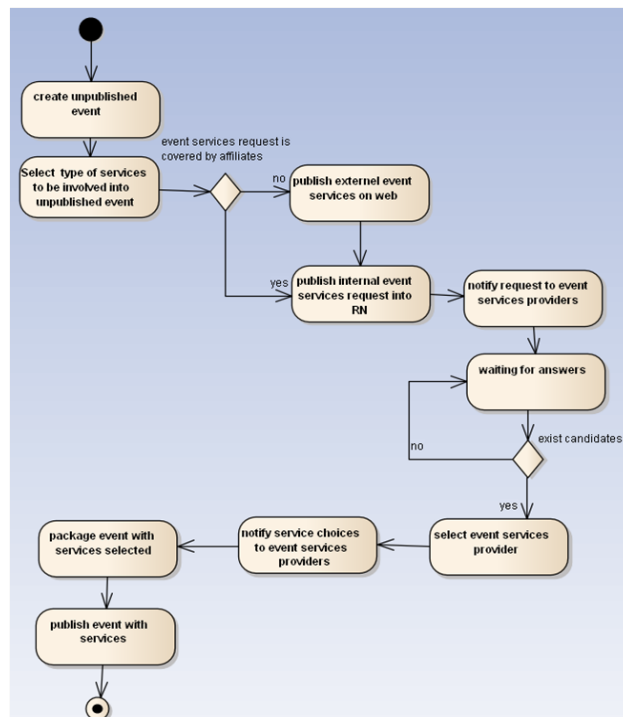 create unpublished
event
event services request is
covered by affiliates
Select type of services
to be involved into
unpublished event
no
publish externel event
services on web
yes
publish internal event
services request into
RN
notify request to event
services providers
waiting for answers
exist candidates
no
yes
select event services
provider
notify service choices
to event services
providers
package event with
services selected
publish event with
services